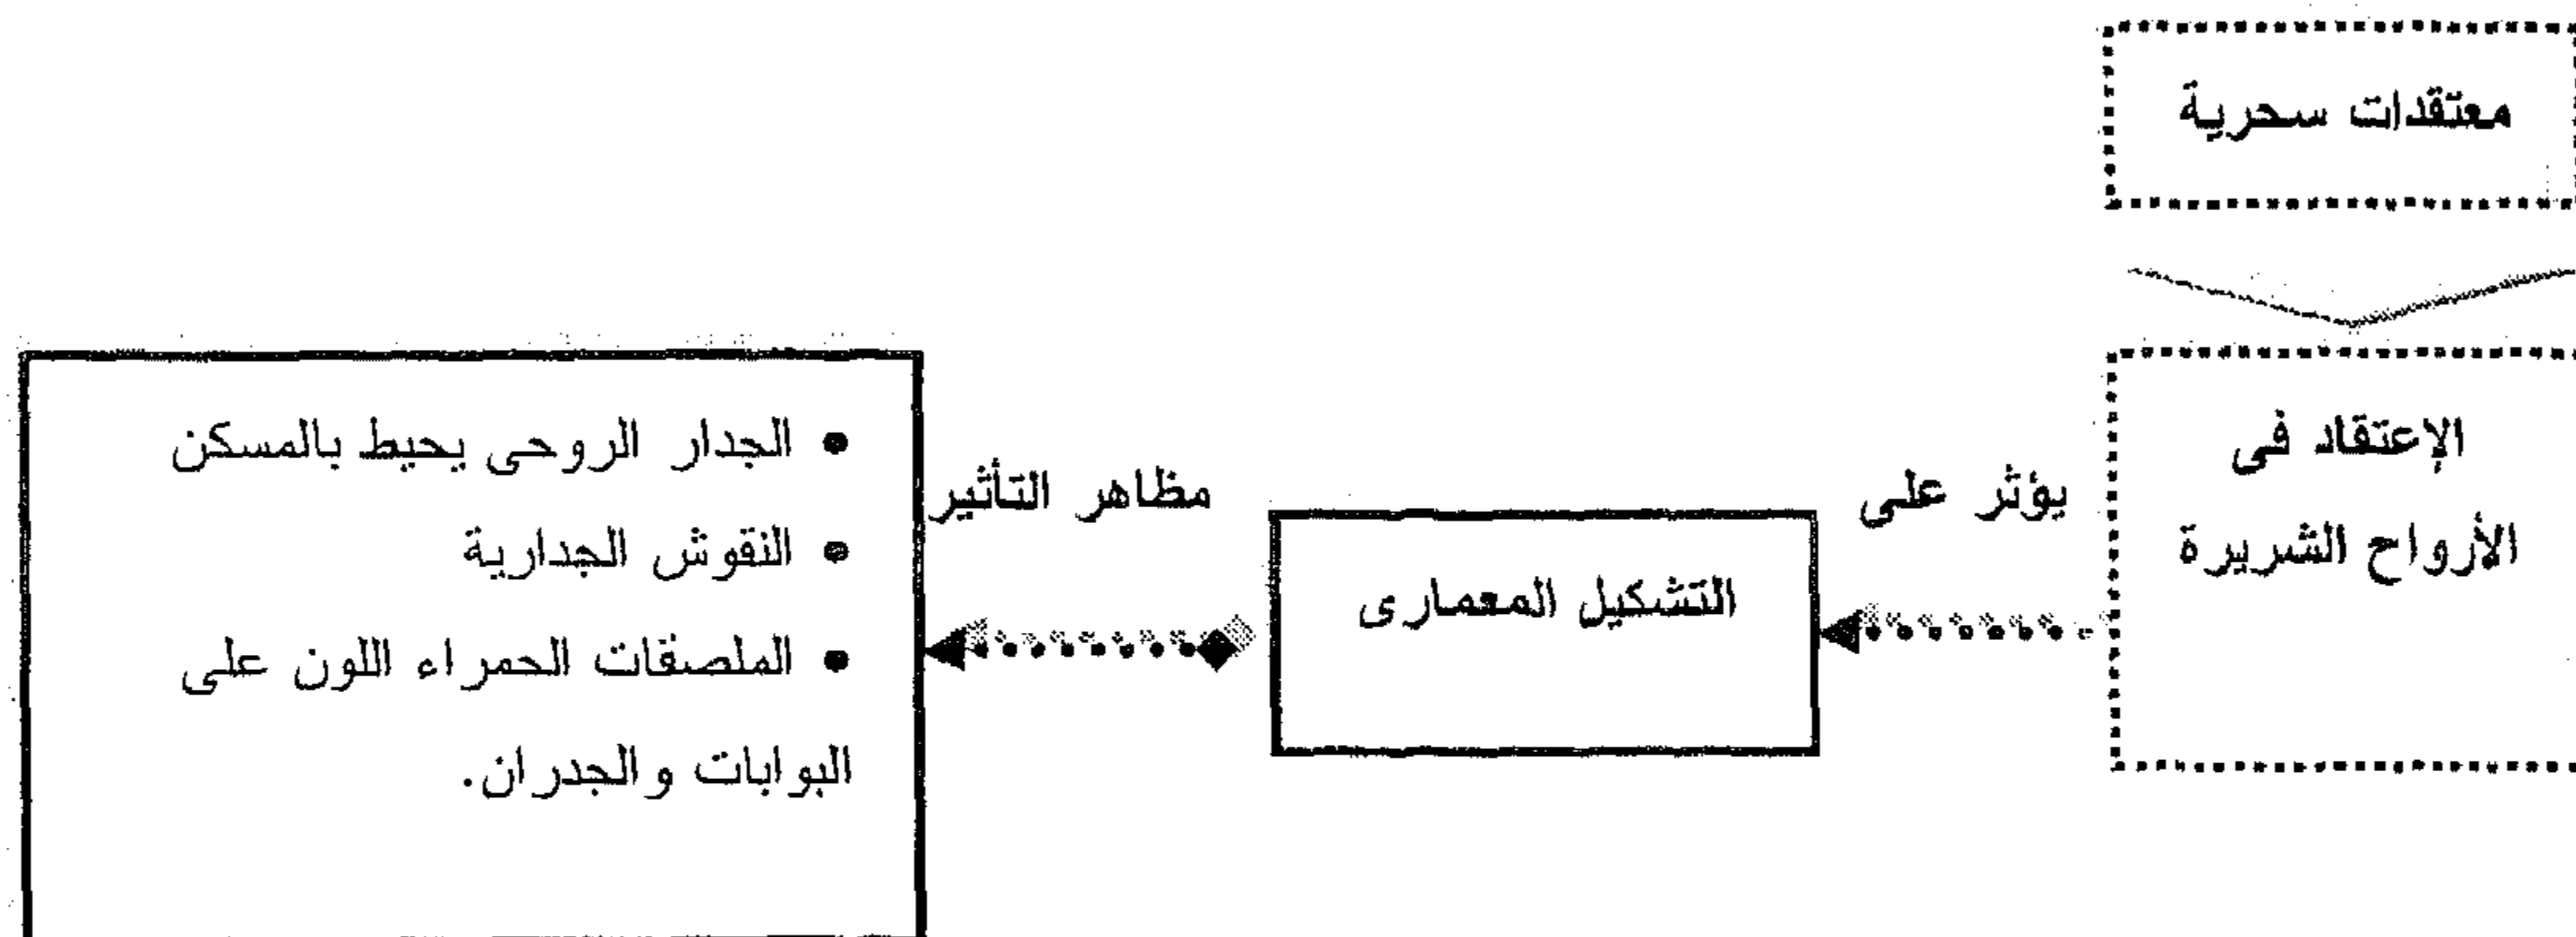 معتقدات سحرية
الإعتقاد فى
الأرواح الشريرة
يؤثر على
التشكيل المعمارى
مظاهر التأثير
• الجدار الروحى يحيط بالمسكن
• النقوش الجدارية
• الملصقات الحمراء اللون على
البوابات والجدران.